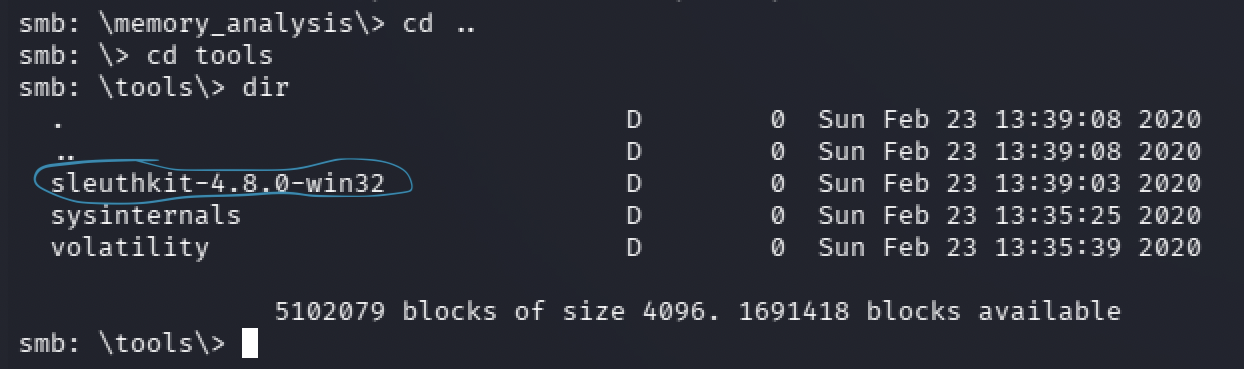 smb: \memory_analysis\> cd ..
smb: \> cd tools
smb: \tools\> dir
. D 0 Sun Feb 23 13:39:08 2020
.. D 0 Sun Feb 23 13:39:08 2020
sleuthkit-4.8.0-win32 D 0 Sun Feb 23 13:39:03 2020
sysinternals D 0 Sun Feb 23 13:35:25 2020
volatility D 0 Sun Feb 23 13:35:39 2020
5102079 blocks of size 4096. 1691418 blocks available
smb: \tools\>